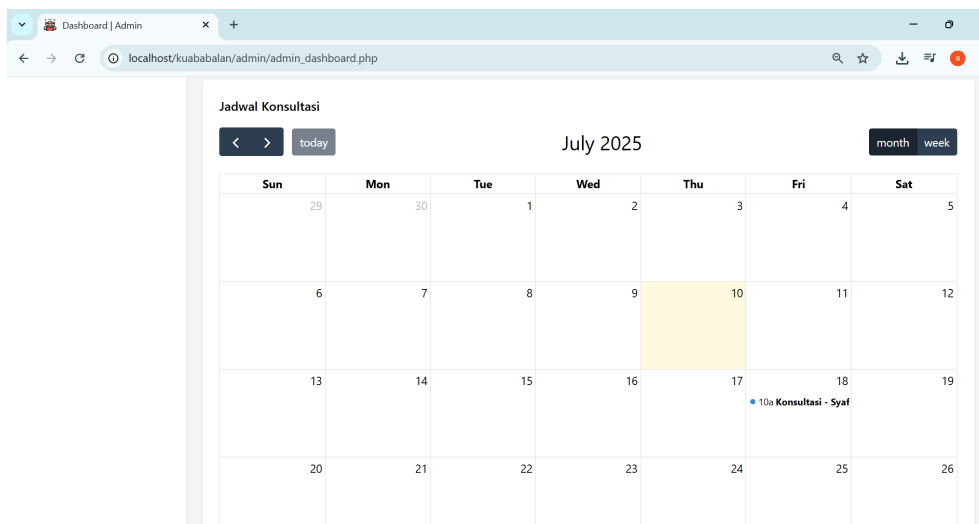 Dashboard | Admin
localhost/kuababalan/admin/admin_dashboard.php
a
Jadwal Konsultasi
today
July 2025
month week
Sun Mon Tue Wed Thu Fri Sat
29 30 1 2 3 4 5
6 7 8 9 10 11 12
13 14 15 16 17 18 19
10a Konsultasi - Syaf
20 21 22 23 24 25 26